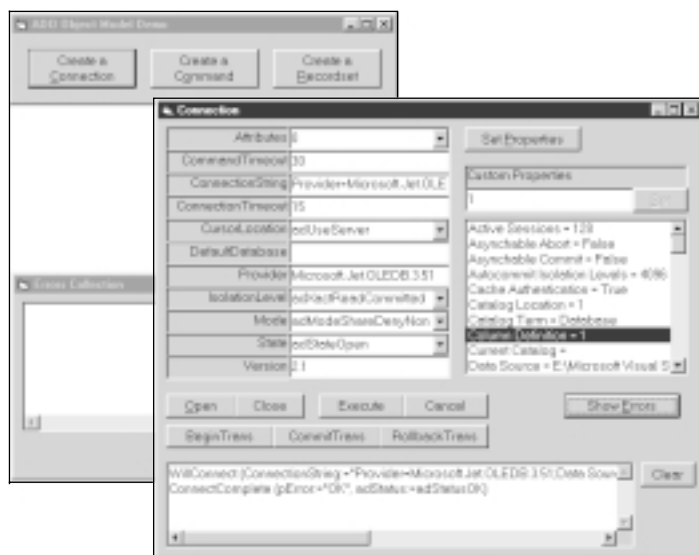 ADO Object Model Demo
Create a Connection
Create a Command
Create a Recordset
Errors Collection
Connection
Attributes 0
CommandTimeout 30
ConnectionString Provider=Microsoft.Jet.OLE
ConnectionTimeout 15
CursorLocation adUseServer
DefaultDatabase
Provider Microsoft.Jet.OLEDB.3.51
IsolationLevel adXactReadCommitted
Mode adModeShareDenyNon
State adStateOpen
Version 2.1
Set Properties
Custom Properties
1
Set
Active Sessions = 128
Asynchable Abort = False
Asynchable Commit = False
Autocommit Isolation Levels = 4096
Cache Authentication = True
Catalog Location = 1
Catalog Term = Database
Column Definition = 1
Current Catalog =
Data Source = E:\Microsoft Visual S
Open
Close
Execute
Cancel
Show Errors
BeginTrans
CommitTrans
RollbackTrans
WillConnect (ConnectionString:="Provider=Microsoft.Jet.OLEDB.3.51;Data Sour
ConnectComplete (pError:="OK", adStatus:=adStatusOK)
Clear